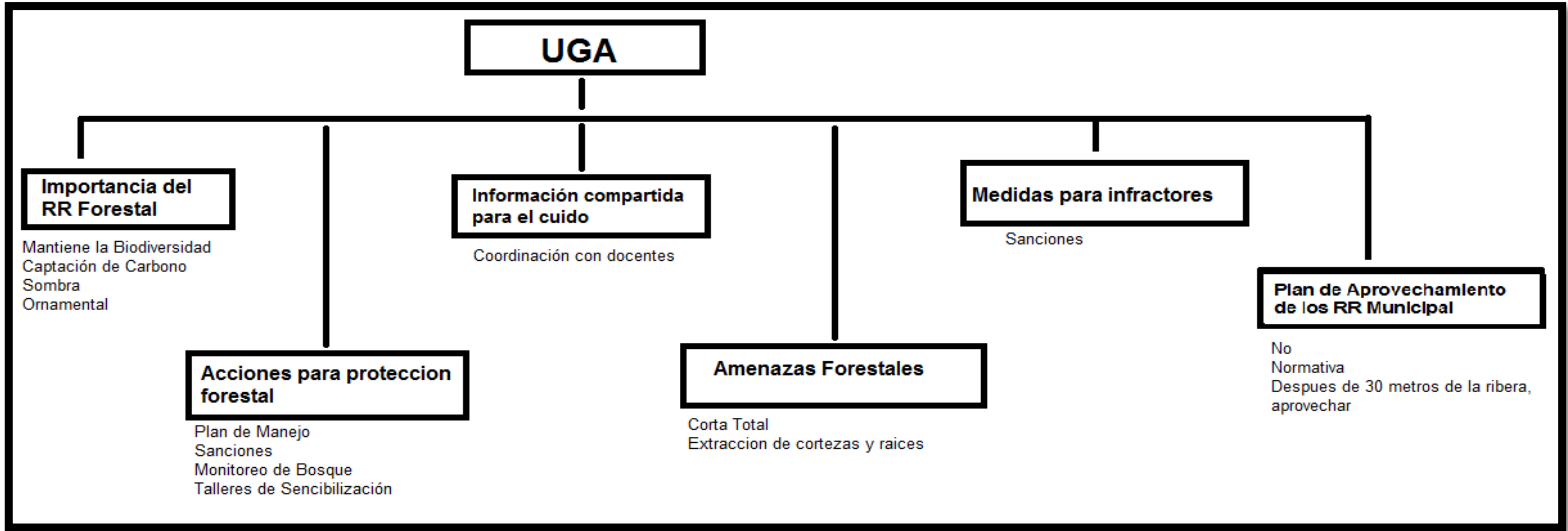 UGA
Importancia del
RR Forestal
Mantiene la Biodiversidad
Captación de Carbono
Sombra
Ornamental
Acciones para proteccion
forestal
Plan de Manejo
Sanciones
Monitoreo de Bosque
Talleres de Sencibilización
Información compartida
para el cuido
Coordinación con docentes
Amenazas Forestales
Corta Total
Extraccion de cortezas y raices
Medidas para infractores
Sanciones
Plan de Aprovechamiento
de los RR Municipal
No
Normativa
Despues de 30 metros de la ribera,
aprovechar